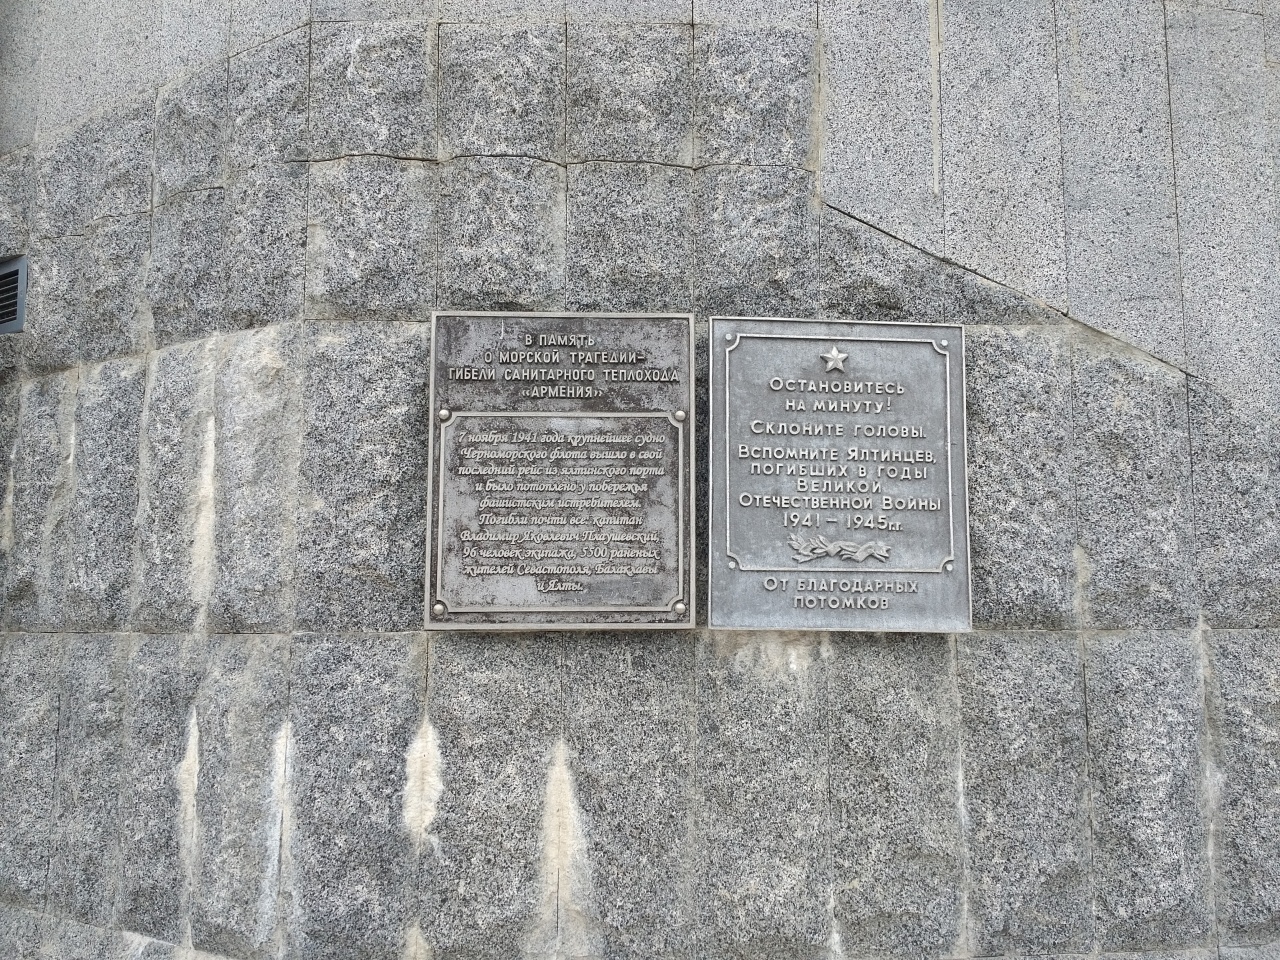 В ПАМЯТЬ
О МОРСКОЙ ТРАГЕДИИ-
ГИБЕЛИ САНИТАРНОГО ТЕПЛОХОДА
«АРМЕНИЯ»
7 ноября 1941 года крупнейшее судно
Черноморского флота вышло в свой
последний рейс из ялтинского порта
и было потоплено у побережья
фашистским истребителем.
Погибли почти все: капитан
Владимир Яковлевич Плаушевский,
96 человек экипажа, 5500 раненых
жителей Севастополя, Балаклавы
и Ялты.
ОСТАНОВИТЕСЬ
НА МИНУТУ!
СКЛОНИТЕ ГОЛОВЫ.
ВСПОМНИТЕ ЯЛТИНЦЕВ,
ПОГИБШИХ В ГОДЫ
ВЕЛИКОЙ
ОТЕЧЕСТВЕННОЙ ВОЙНЫ
1941 – 1945 г.г.
ОТ БЛАГОДАРНЫХ
ПОТОМКОВ